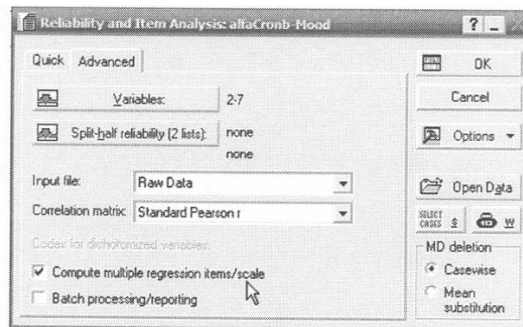 Reliability and Item Analysis: alfaCronb-Mood
Quick Advanced
Variables: 2-7
Split-half reliability (2 lists): none
none
Input file: Raw Data
Correlation matrix: Standard Pearson r
Codes for dichotomized variables:
Compute multiple regression items/scale
Batch processing/reporting
OK
Cancel
Options
Open Data
SELECT CASES S W
MD deletion
Casewise
Mean
substitution